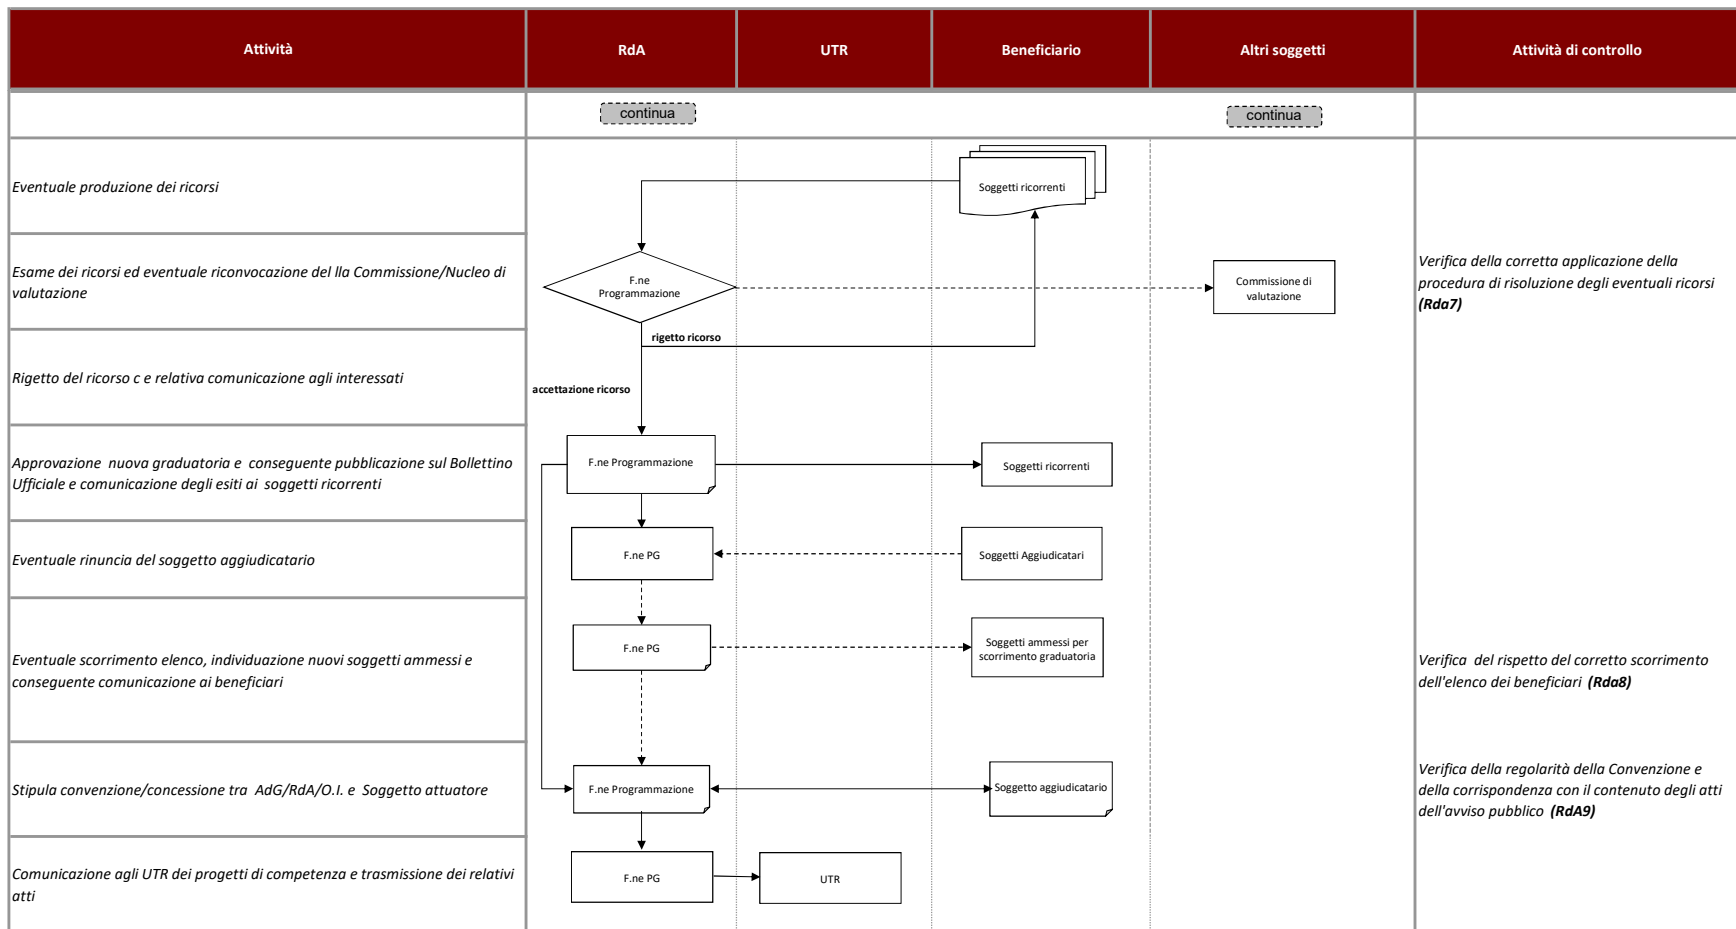 Attività
RdA
UTR
Beneficiario
Altri soggetti
Attività di controllo
continua
continua
Eventuale produzione dei ricorsi
Soggetti ricorrenti
Esame dei ricorsi ed eventuale riconvocazione del lla Commissione/Nucleo di
valutazione
F.ne
Programmazione
Commissione di
valutazione
Verifica della corretta applicazione della
procedura di risoluzione degli eventuali ricorsi
(Rda7)
rigetto ricorso
Rigetto del ricorso c e relativa comunicazione agli interessati
accettazione ricorso
Approvazione nuova graduatoria e conseguente pubblicazione sul Bollettino
Ufficiale e comunicazione degli esiti ai soggetti ricorrenti
F.ne Programmazione
Soggetti ricorrenti
Eventuale rinuncia del soggetto aggiudicatario
F.ne PG
Soggetti Aggiudicatari
Eventuale scorrimento elenco, individuazione nuovi soggetti ammessi e
conseguente comunicazione ai beneficiari
F.ne PG
Soggetti ammessi per
scorrimento graduatoria
Verifica del rispetto del corretto scorrimento
dell'elenco dei beneficiari (Rda8)
Stipula convenzione/concessione tra AdG/RdA/O.I. e Soggetto attuatore
F.ne Programmazione
Soggetto aggiudicatario
Verifica della regolarità della Convenzione e
della corrispondenza con il contenuto degli atti
dell'avviso pubblico (RdA9)
Comunicazione agli UTR dei progetti di competenza e trasmissione dei relativi
atti
F.ne PG
UTR